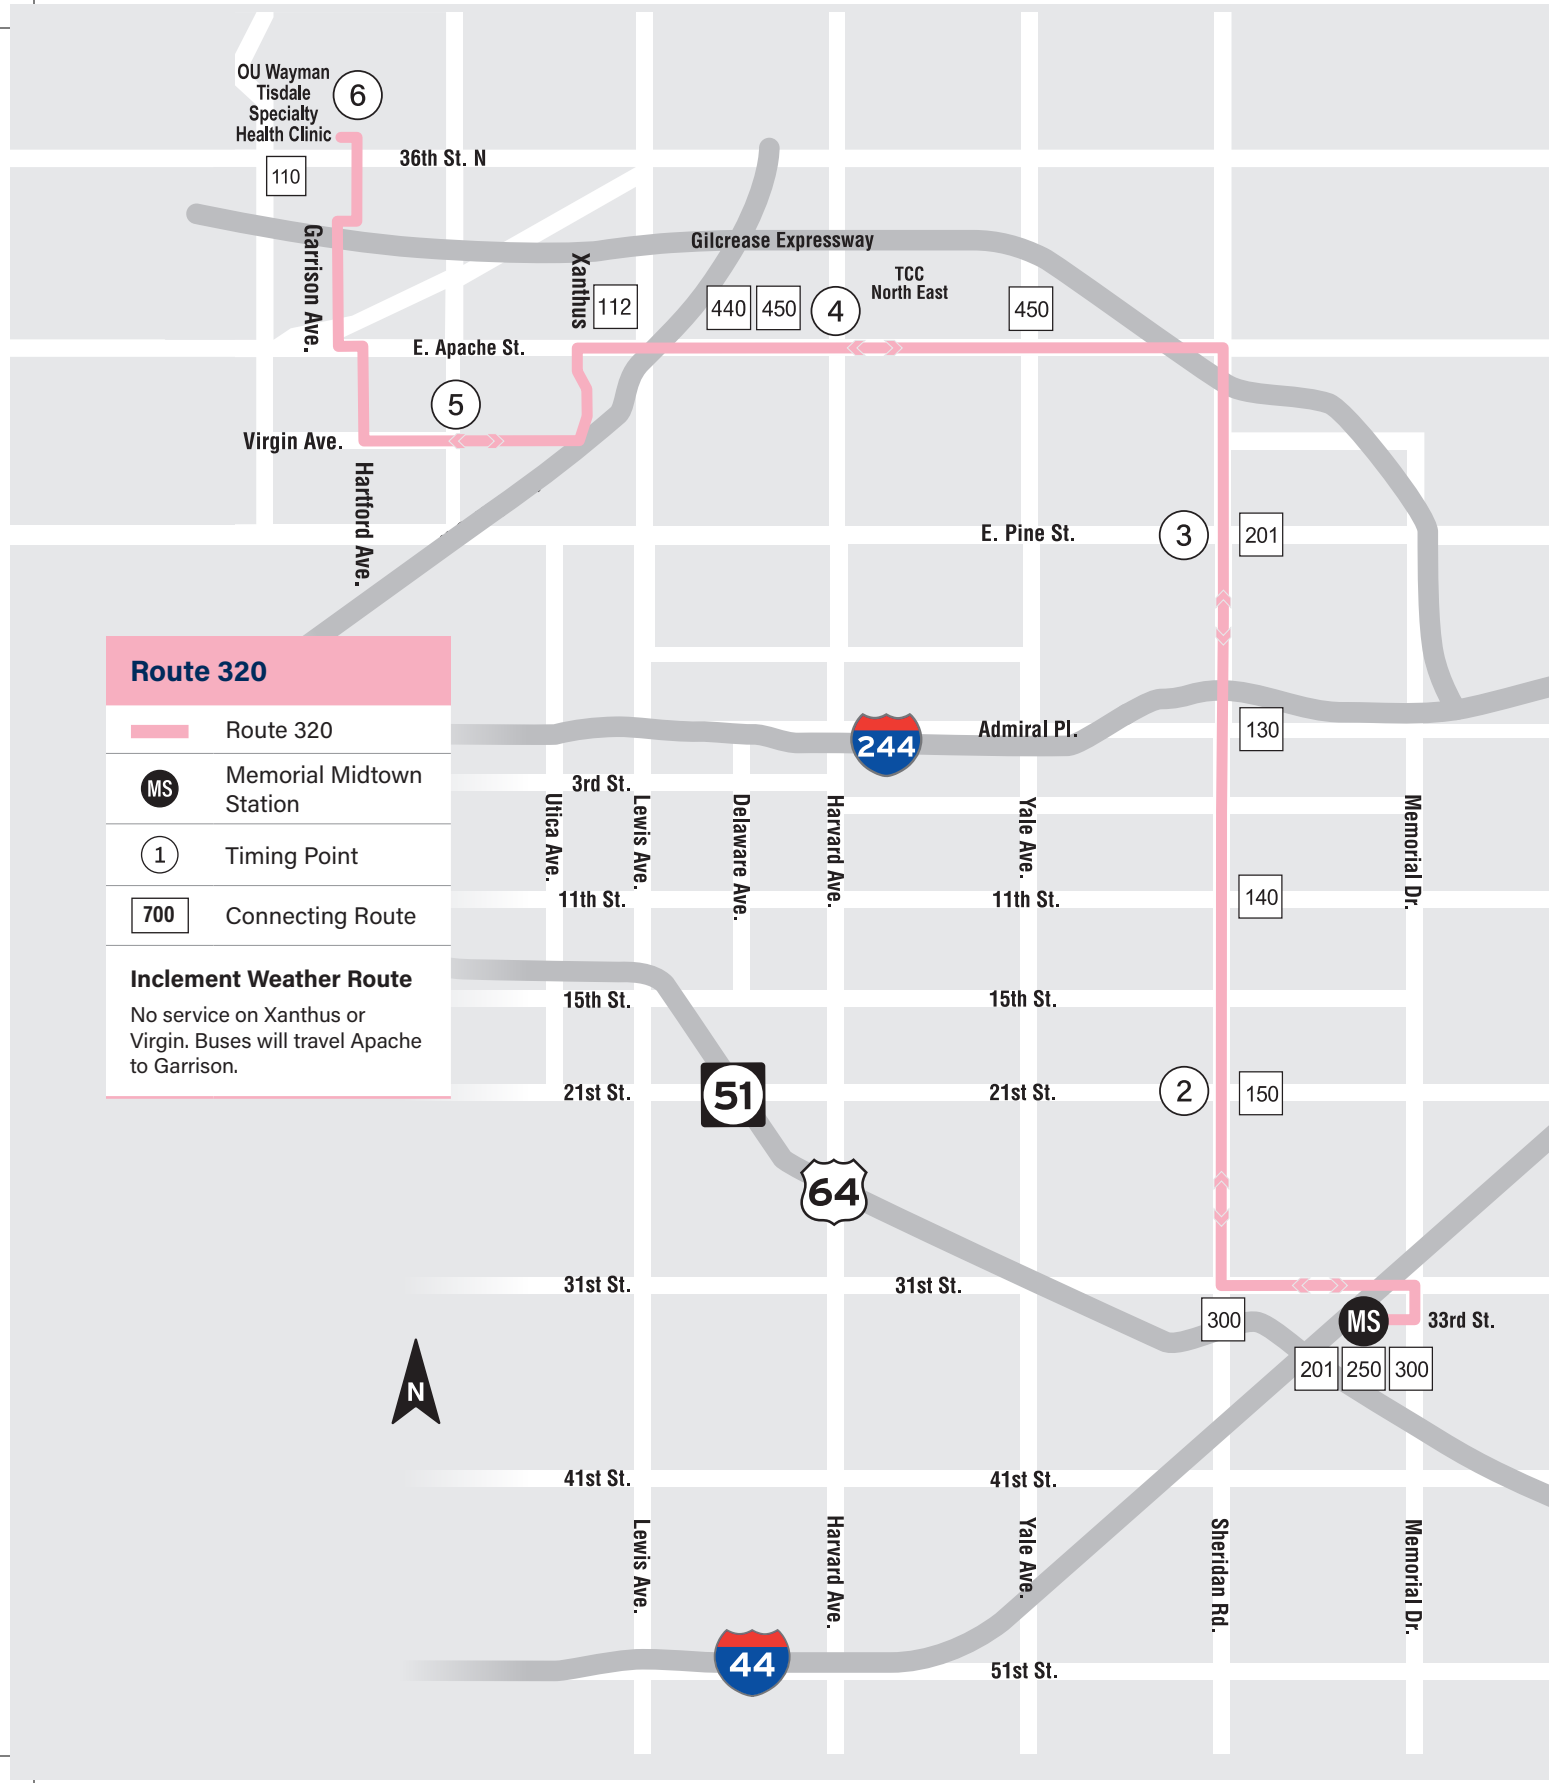 OU Wayman
Tisdale
Specialty
Health Clinic
6
36th St. N
110
Garrison Ave.
Gilcrease Expressway
Xanthus
112
440
450
4
TCC
North East
450
E. Apache St.
5
Virgin Ave.
Hartford Ave.
E. Pine St.
3
201
Route 320
Route 320
MS
Memorial Midtown
Station
1
Timing Point
700
Connecting Route
Inclement Weather Route
No service on Xanthus or
Virgin. Buses will travel Apache
to Garrison.
244
Admiral Pl.
130
3rd St.
Utica Ave.
Lewis Ave.
Delaware Ave.
Harvard Ave.
Yale Ave.
Memorial Dr.
11th St.
11th St.
140
15th St.
15th St.
51
21st St.
21st St.
2
150
64
31st St.
31st St.
300
MS
33rd St.
201
250
300
N
41st St.
41st St.
Lewis Ave.
Harvard Ave.
Yale Ave.
Sheridan Rd.
Memorial Dr.
44
51st St.